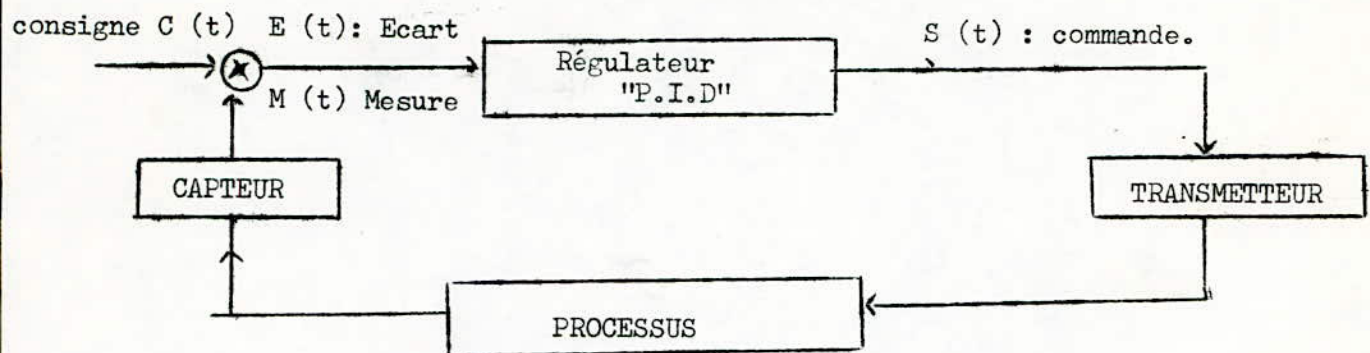 consigne C (t) E (t): Ecart
S (t) : commande.
Régulateur
"P.I.D"
M (t) Mesure
CAPTEUR
TRANSMETTEUR
PROCESSUS